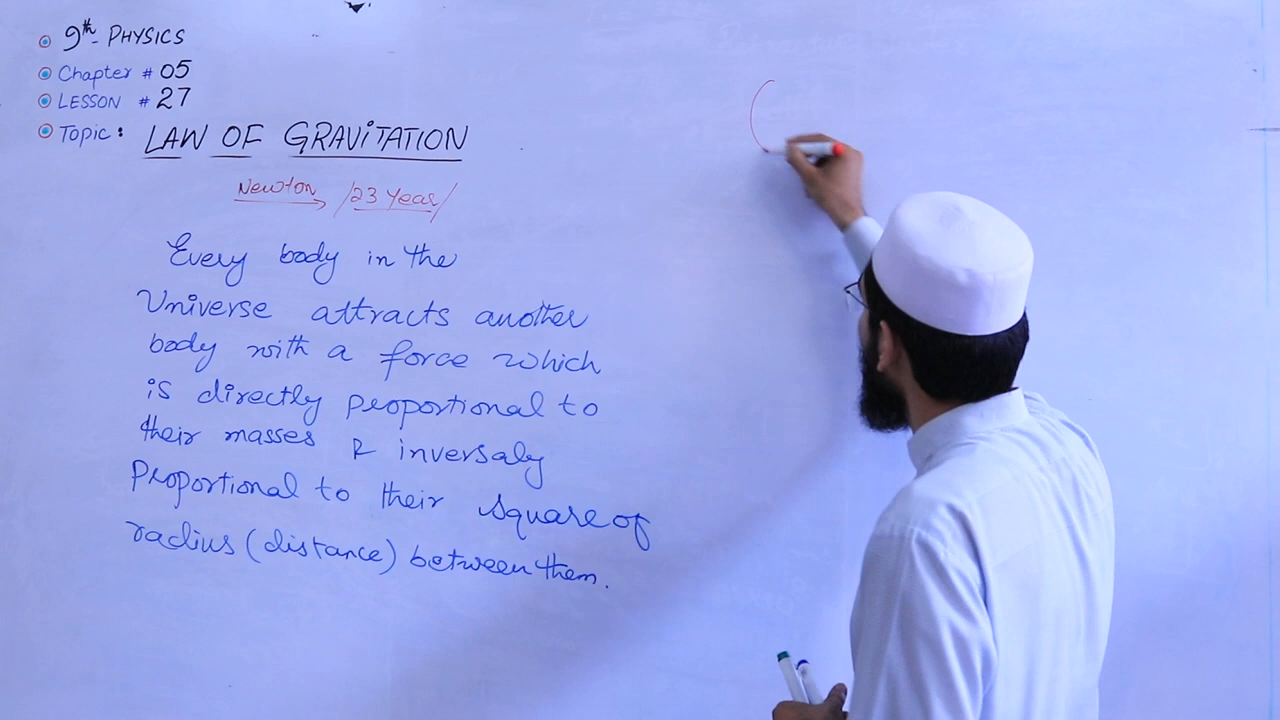 9th PHYSICS
Chapter # 05
LESSON # 27
Topic: LAW OF GRAVITATION
Newton /23 Year/
Every body in the
Universe attracts another
body with a force which
is directly proportional to
their masses & inversaly
Proportional to their square of
radius (distance) between them.